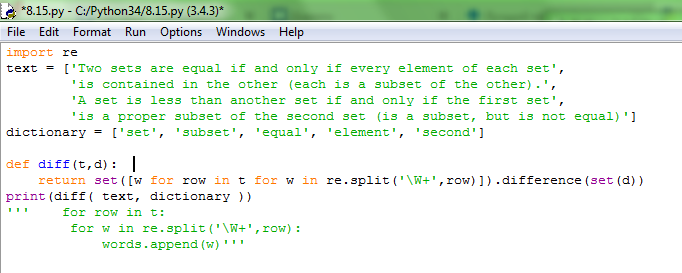 *8.15.py - C:/Python34/8.15.py (3.4.3)*
File Edit Format Run Options Windows Help
import re
text = ['Two sets are equal if and only if every element of each set',
        'is contained in the other (each is a subset of the other).',
        'A set is less than another set if and only if the first set',
        'is a proper subset of the second set (is a subset, but is not equal)']
dictionary = ['set', 'subset', 'equal', 'element', 'second']

def diff(t,d):
    return set([w for row in t for w in re.split('\W+',row)]).difference(set(d))
print(diff( text, dictionary ))
'''    for row in t:
        for w in re.split('\W+',row):
            words.append(w)'''